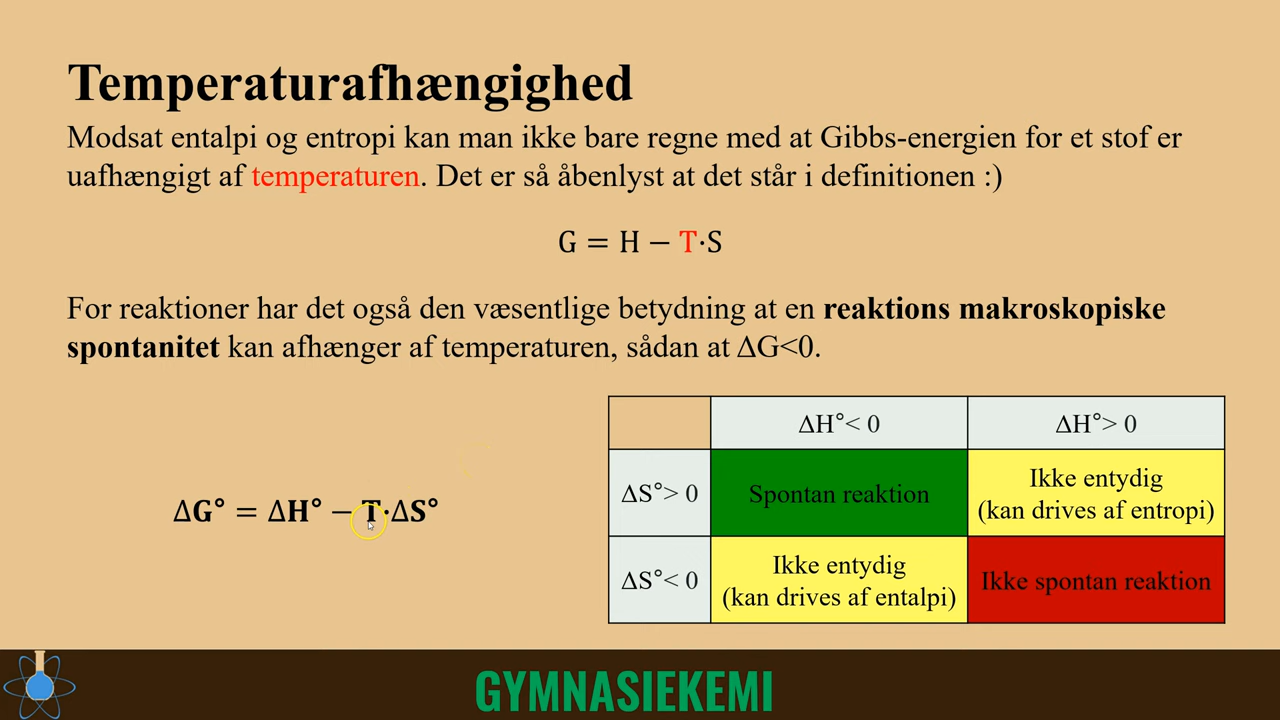 Temperaturafhængighed
Modsat entalpi og entropi kan man ikke bare regne med at Gibbs-energien for et stof er
uafhængigt af temperaturen. Det er så åbenlyst at det står i definitionen :)
G = H − T·S
For reaktioner har det også den væsentlige betydning at en reaktions makroskopiske
spontanitet kan afhænger af temperaturen, sådan at ΔG<0.
ΔG° = ΔH° − T·ΔS°
ΔH°< 0
ΔH°> 0
ΔS°> 0
Spontan reaktion
Ikke entydig
(kan drives af entropi)
ΔS°< 0
Ikke entydig
(kan drives af entalpi)
Ikke spontan reaktion
GYMNASIEKEMI